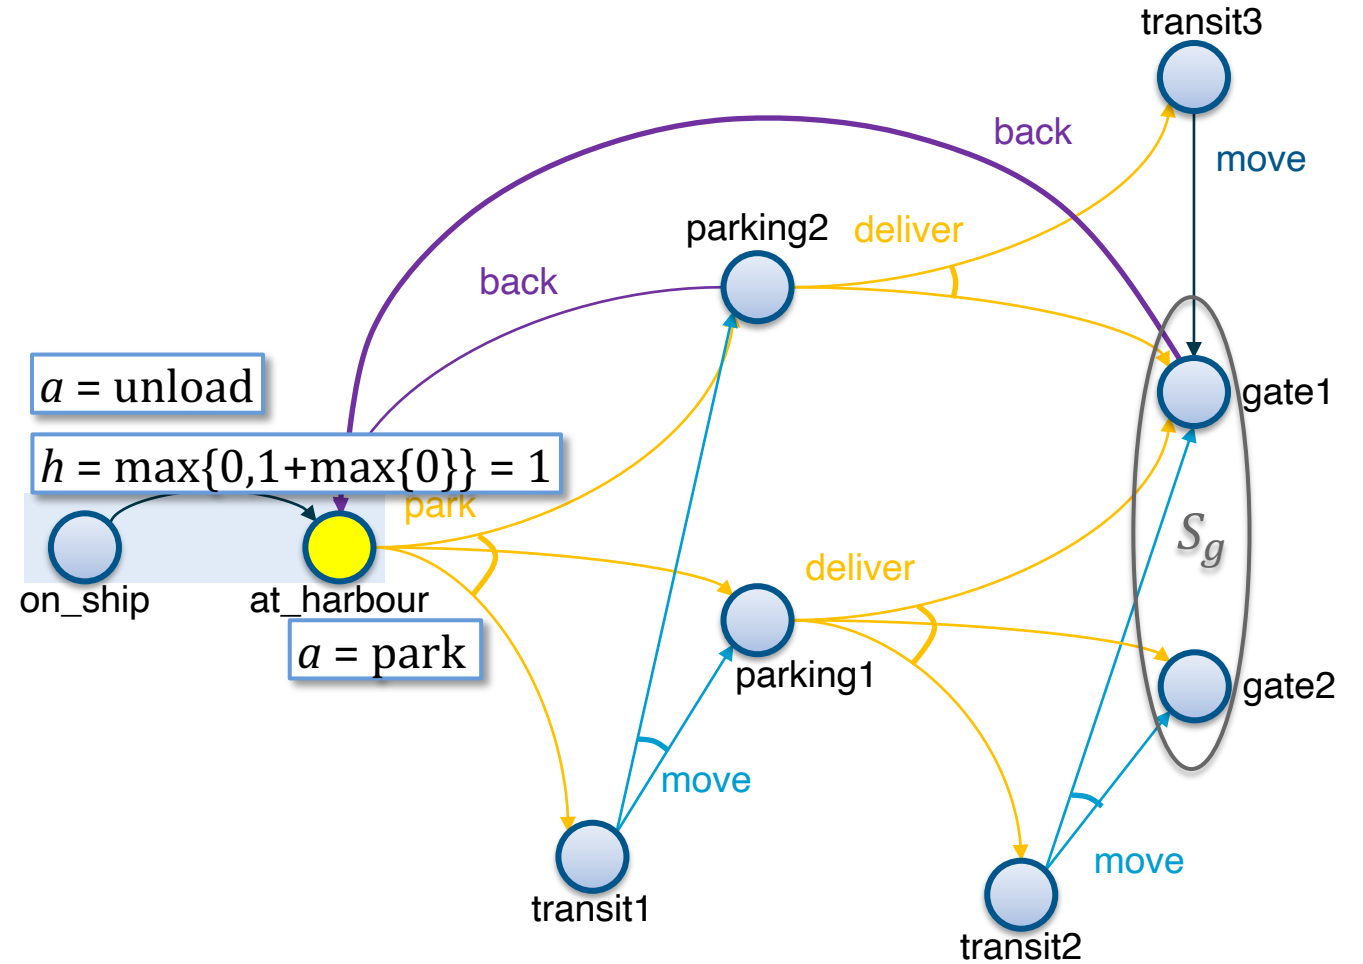 transit3
back
move
parking2
deliver
back
a = unload
gate1
h = max{0,1+max{0}} = 1
park
S_g
deliver
on_ship
at_harbour
a = park
parking1
gate2
move
move
transit1
transit2